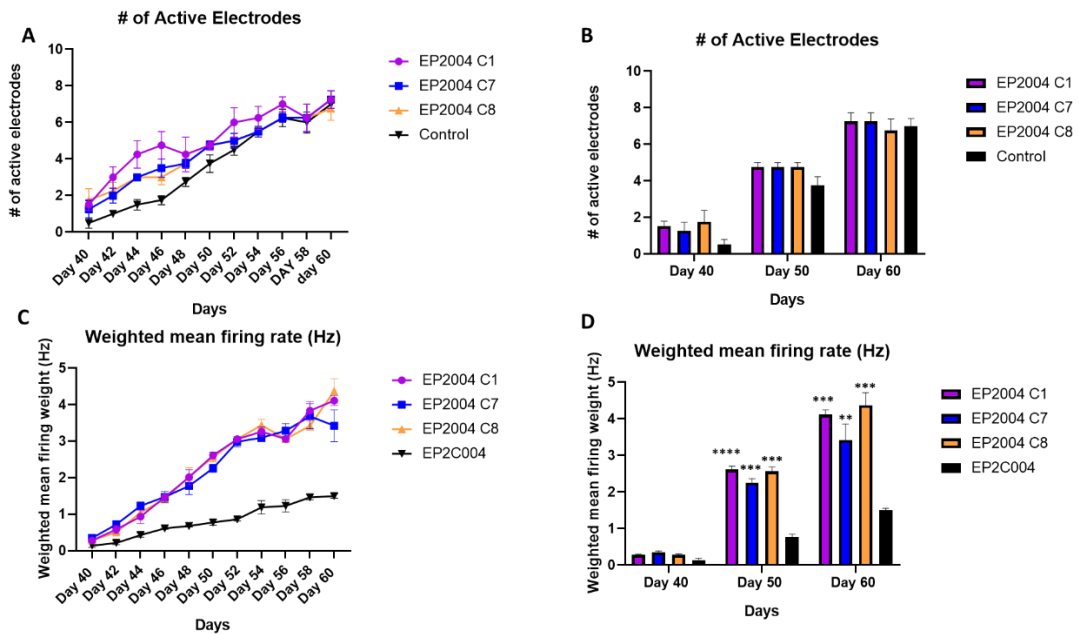 A
# of Active Electrodes
# of active electrodes
10
8
6
4
2
0
Day 40
Day 42
Day 44
Day 46
Day 48
Day 50
Day 52
Day 54
Day 56
DAY 58
day 60
Days
EP2004 C1
EP2004 C7
EP2004 C8
Control
B
# of Active Electrodes
# of active electrodes
10
8
6
4
2
0
Day 40
Day 50
Day 60
Days
EP2004 C1
EP2004 C7
EP2004 C8
Control
C
Weighted mean firing rate (Hz)
Weighted mean firing weight (Hz)
5
4
3
2
1
0
Day 40
Day 42
Day 44
Day 46
Day 48
Day 50
Day 52
Day 54
Day 56
Day 58
Day 60
Days
EP2004 C1
EP2004 C7
EP2004 C8
EP2C004
D
Weighted mean firing rate (Hz)
Weighted mean firing weight (Hz)
5
4
3
2
1
0
**** *** ***
*** ** ***
Day 40
Day 50
Day 60
Days
EP2004 C1
EP2004 C7
EP2004 C8
EP2C004